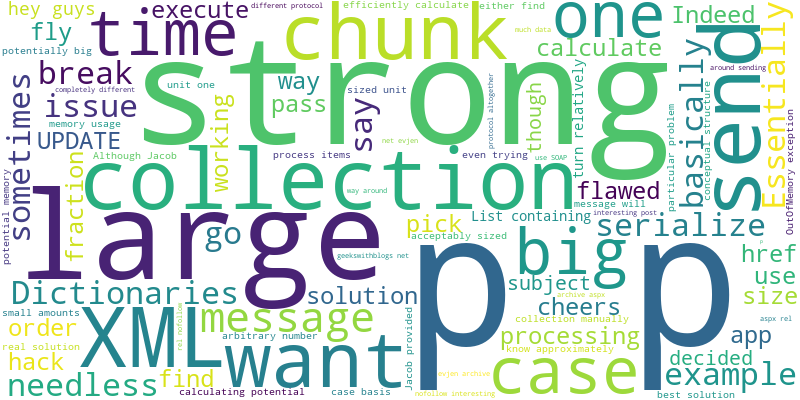 hey guys
execute
different protocol
efficiently calculate
either find
much data
fly
time
chunk
one
Indeed
send
around sending
potentially big
strong
calculate
Essentially
break
unit one
way
sized unit
completely different
issue
memory usage
pass
say
protocol altogether
though
turn relatively
basically
UPDATE
working
net evjen
sometimes
Although Jacob
process items
even trying
use SOAP
particular problem
conceptual structure
OutOfMemory exception
fraction
collection
way around
flawed
message will
interesting post
large
p p
List containing
serialize
potential memory
go
pick
acceptably sized
big
href
geekswithblogs net
subject
use
Dictionaries
solution
cheers
size
archive aspx
small amounts
XML
message
want
case
collection manually
app
p
aspx rel
order
arbitrary number
processing
decided
real solution
rel nofollow
know approximately
hack
find
Jacob provided
evjen archive
example
needless
calculating potential
case basis
nofollow interesting
best solution